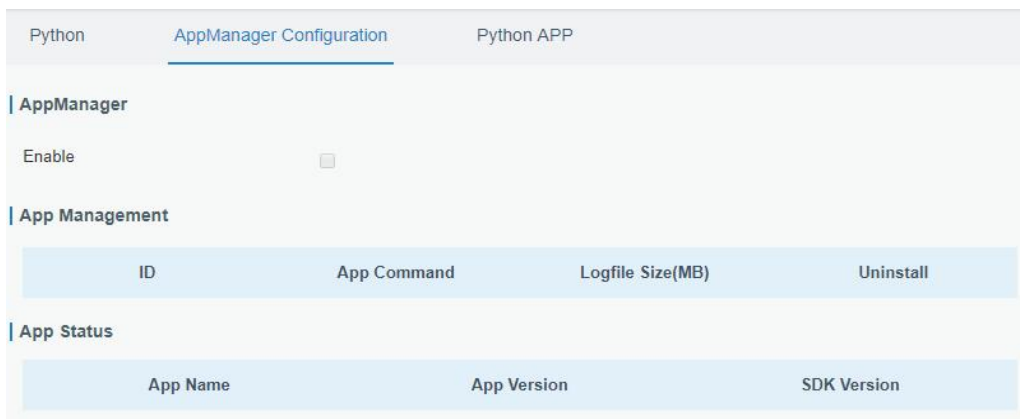 Python AppManager Configuration Python APP
AppManager
Enable
App Management
ID App Command Logfile Size(MB) Uninstall
App Status
App Name App Version SDK Version